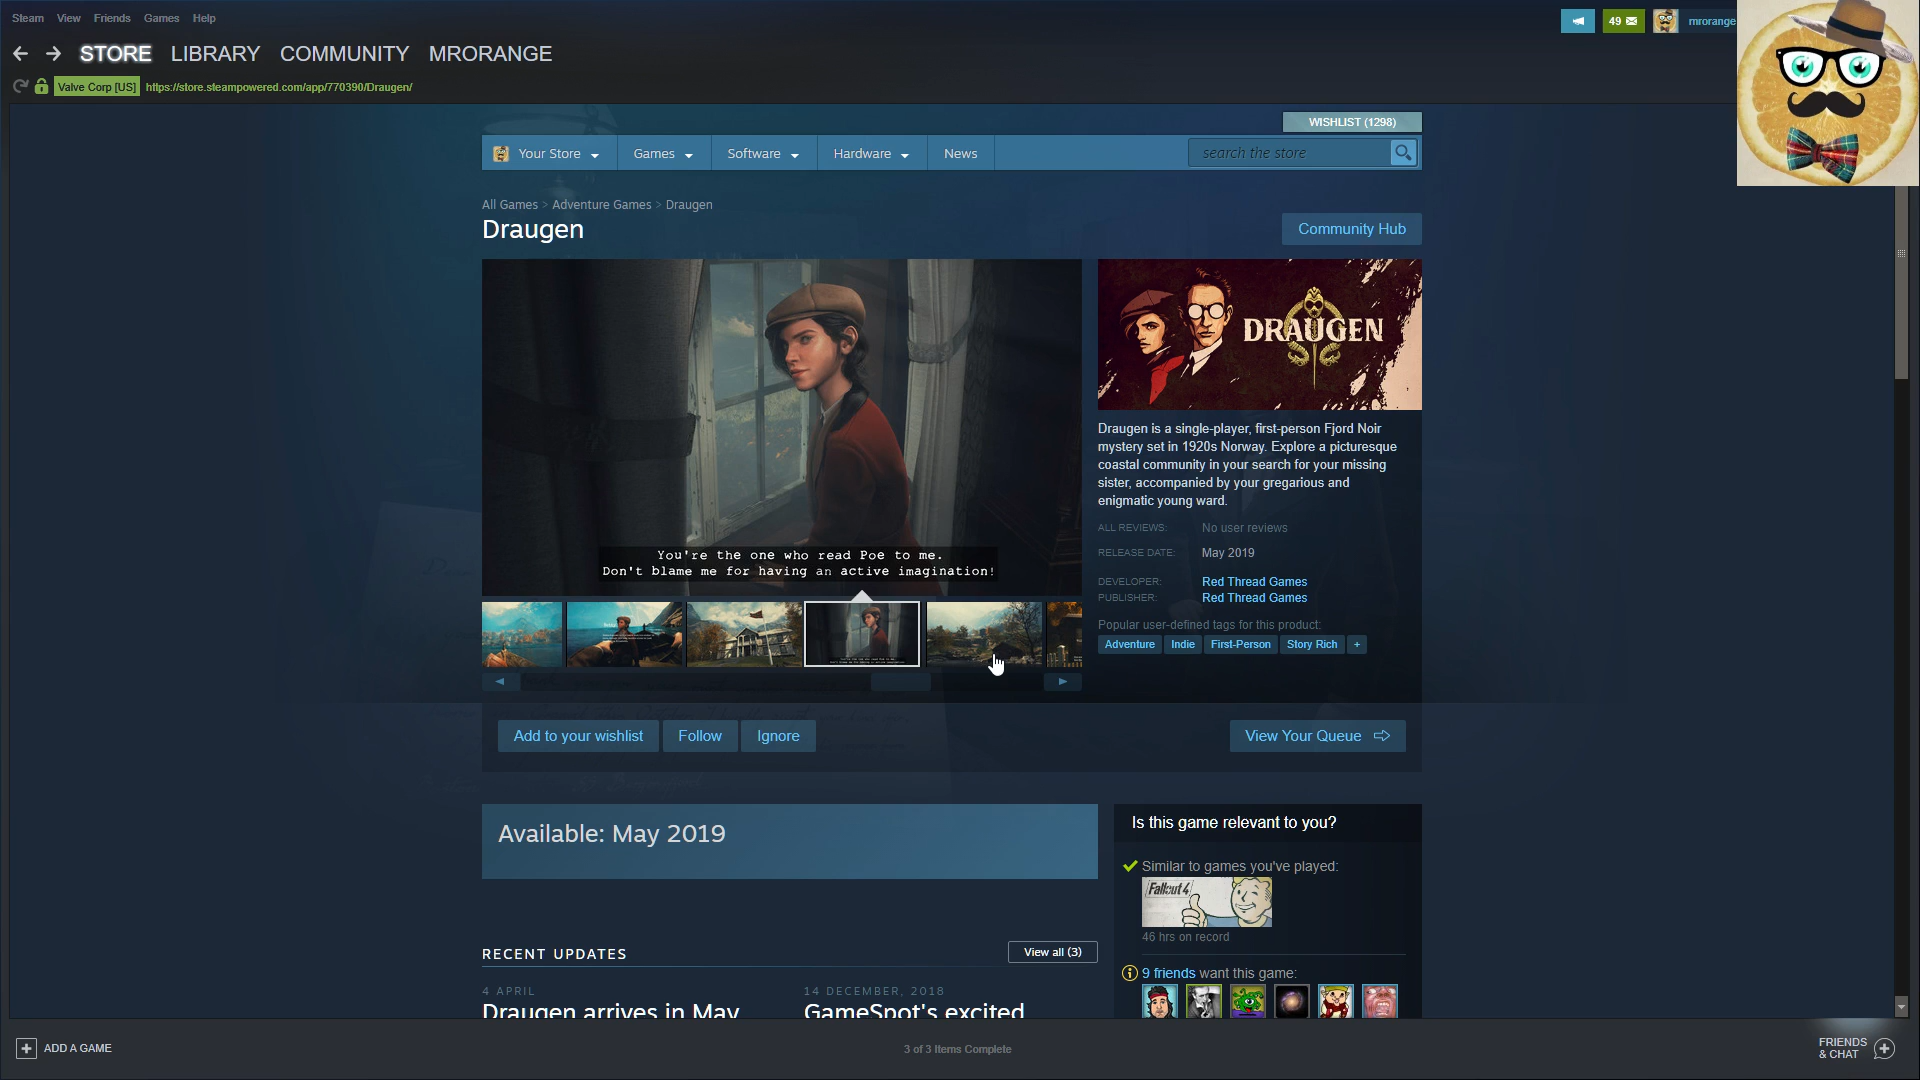 Steam View Friends Games Help
49
mrorange
STORE LIBRARY COMMUNITY MRORANGE
Valve Corp [US] https://store.steampowered.com/app/770390/Draugen/
WISHLIST (1298)
Your Store Games Software Hardware News search the store
All Games > Adventure Games > Draugen
Draugen
Community Hub
DRAUGEN
Draugen is a single-player, first-person Fjord Noir
mystery set in 1920s Norway. Explore a picturesque
coastal community in your search for your missing
sister, accompanied by your gregarious and
enigmatic young ward.
ALL REVIEWS: No user reviews
RELEASE DATE: May 2019
DEVELOPER: Red Thread Games
PUBLISHER: Red Thread Games
Popular user-defined tags for this product:
Adventure Indie First-Person Story Rich +
You're the one who read Poe to me.
Don't blame me for having an active imagination!
Add to your wishlist Follow Ignore View Your Queue
Available: May 2019
Is this game relevant to you?
Similar to games you've played:
Fallout 4
46 hrs on record
9 friends want this game:
RECENT UPDATES View all (3)
4 APRIL
Draugen arrives in May
14 DECEMBER, 2018
GameSpot's excited
ADD A GAME
3 of 3 Items Complete
FRIENDS
& CHAT